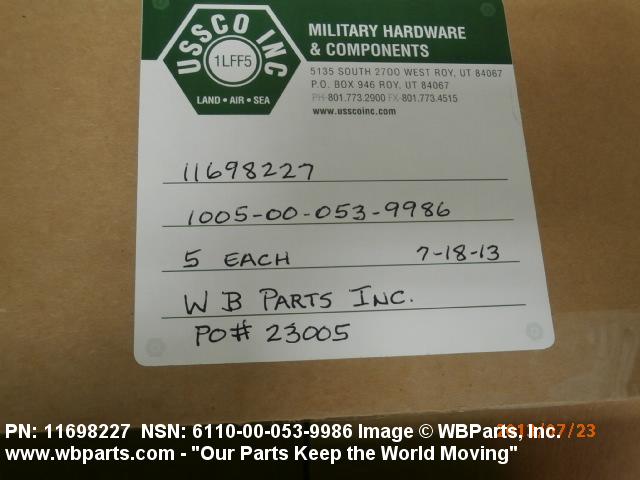 USSCO INC
1LFF5
LAND • AIR • SEA
MILITARY HARDWARE
& COMPONENTS
5135 SOUTH 2700 WEST ROY, UT 84067
P.O. BOX 946 ROY, UT 84067
PH-801.773.2900 FX-801.773.4515
www.usscoinc.com
11698227
1005-00-053-9986
5 EACH 7-18-13
W B PARTS INC.
PO# 23005
PN: 11698227 NSN: 6110-00-053-9986 Image © WBParts, Inc.
2013/07/23
www.wbparts.com - "Our Parts Keep the World Moving"